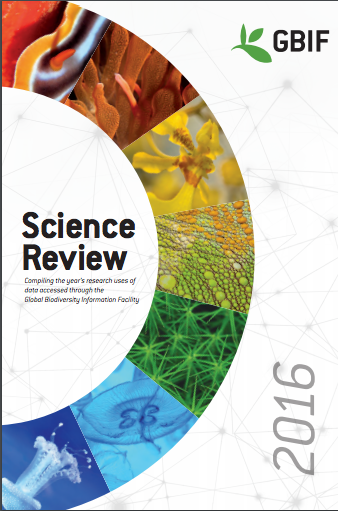 GBIF
Science
Review
Compiling the year's research uses of
data accessed through the
Global Biodiversity Information Facility
2016